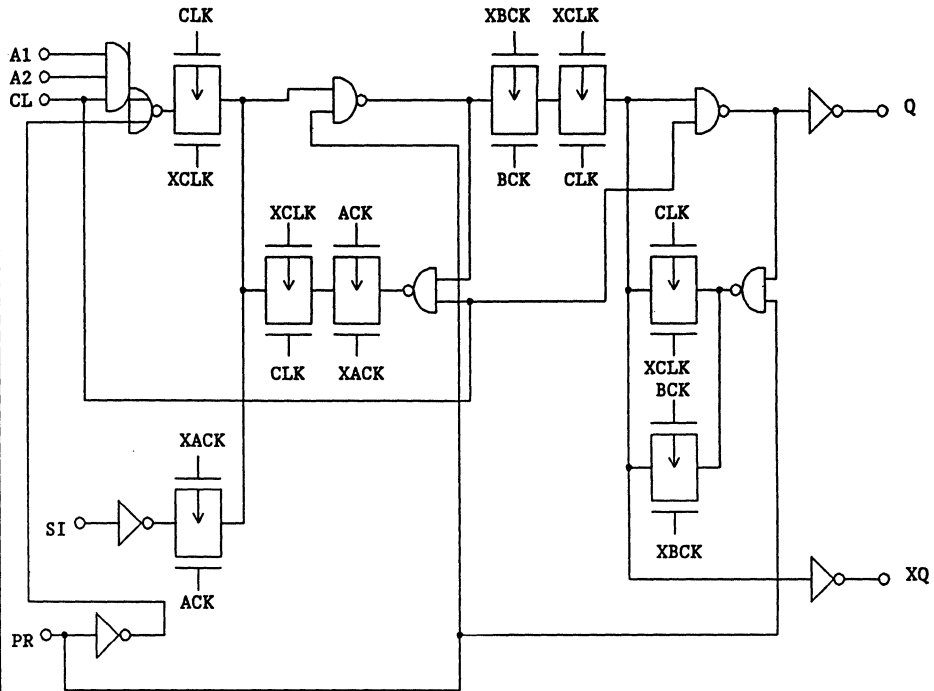 CLK
XBCK XCLK
A1
A2
CL
Q
XCLK
BCK CLK
XCLK ACK
CLK
CLK XACK
XCLK
BCK
XACK
SI
XBCK
ACK
XQ
PR